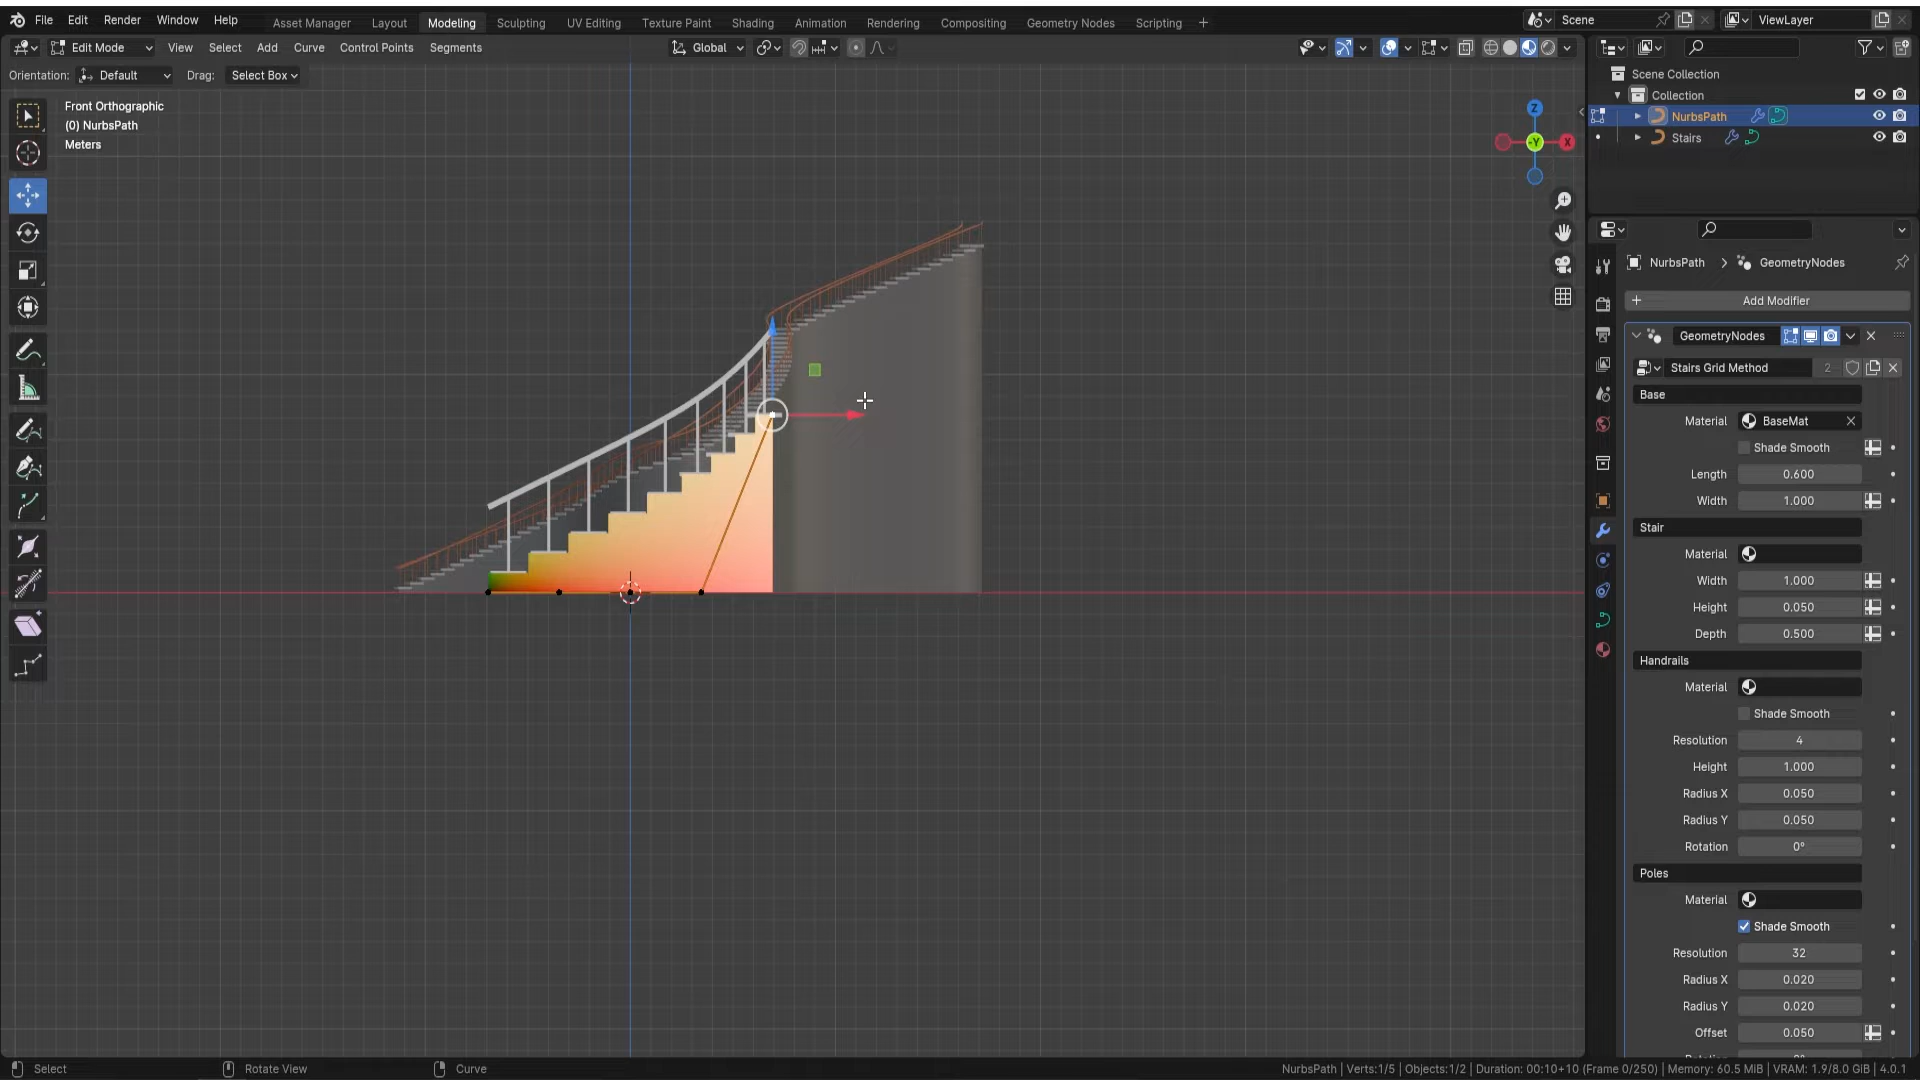 File Edit Render Window Help Asset Manager Layout Modeling Sculpting UV Editing Texture Paint Shading Animation Rendering Compositing Geometry Nodes Scripting + Scene ViewLayer
Edit Mode View Select Add Curve Control Points Segments Global
Orientation: Default Drag: Select Box
Front Orthographic
(0) NurbsPath
Meters
Z
-Y
X
Scene Collection
Collection
NurbsPath
Stairs
NurbsPath > GeometryNodes
+ Add Modifier
GeometryNodes
Stairs Grid Method 2
Base
Material BaseMat
Shade Smooth
Length 0.600
Width 1.000
Stair
Material
Width 1.000
Height 0.050
Depth 0.500
Handrails
Material
Shade Smooth
Resolution 4
Height 1.000
Radius X 0.050
Radius Y 0.050
Rotation 0°
Poles
Material
Shade Smooth
Resolution 32
Radius X 0.020
Radius Y 0.020
Offset 0.050
Select Rotate View Curve NurbsPath | Verts:1/5 | Objects:1/2 | Duration: 00:10+10 (Frame 0/250) | Memory: 60.5 MiB | VRAM: 1.9/8.0 GiB | 4.0.1